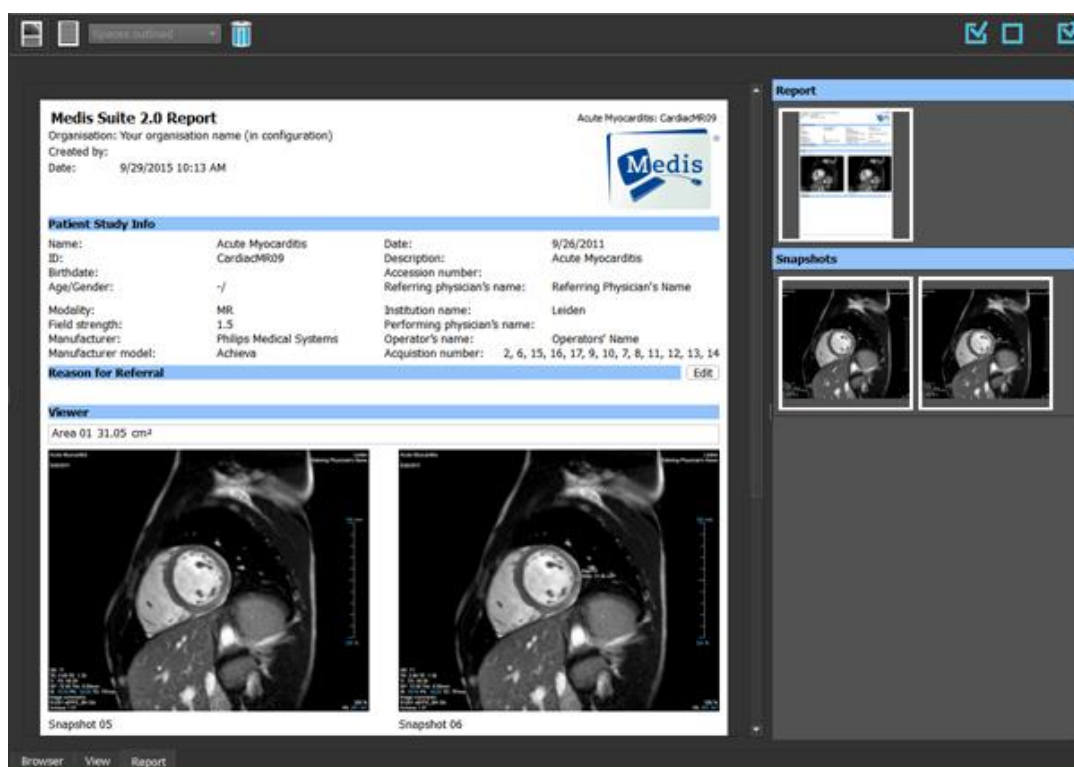 Spaces outlined
Medis Suite 2.0 Report
Acute Myocarditis: CardiacMR09
Organisation: Your organisation name (in configuration)
Created by:
Date: 9/29/2015 10:13 AM
Medis
Patient Study Info
Name: Acute Myocarditis Date: 9/26/2011
ID: CardiacMR09 Description: Acute Myocarditis
Birthdate: Accession number:
Age/Gender: -/ Referring physician's name: Referring Physician's Name
Modality: MR Institution name: Leiden
Field strength: 1.5 Performing physician's name:
Manufacturer: Philips Medical Systems Operator's name: Operators' Name
Manufacturer model: Achieva Acquistion number: 2, 6, 15, 16, 17, 9, 10, 7, 8, 11, 12, 13, 14
Reason for Referral Edit
Viewer
Area 01 31.05 cm²
Snapshot 05 Snapshot 06
Report
Snapshots
Browser View Report